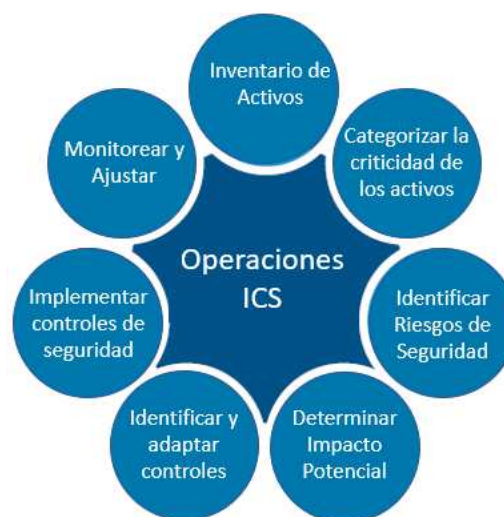 Inventario de
Activos
Categorizar la
criticidad de
los activos
Identificar
Riesgos de
Seguridad
Determinar
Impacto
Potencial
Identificar y
adaptar
controles
Implementar
controles de
seguridad
Monitorear y
Ajustar
Operaciones
ICS